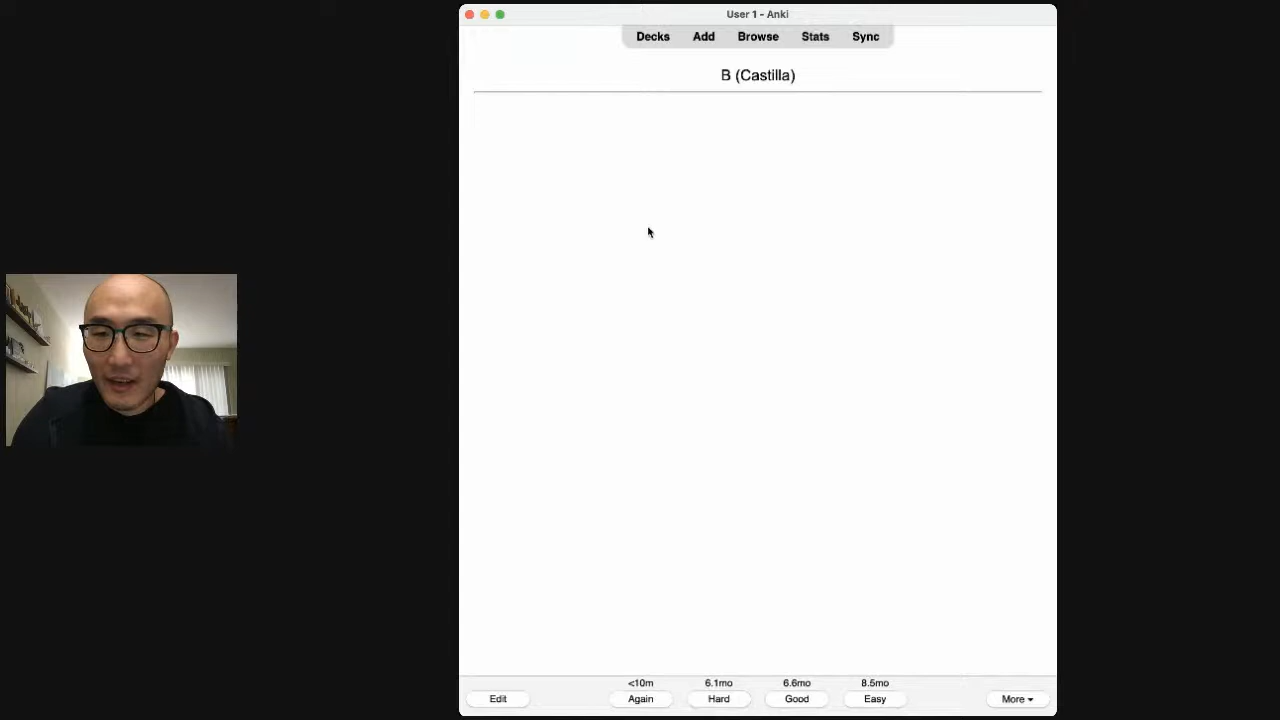 User 1 - Anki
Decks Add Browse Stats Sync
B (Castilla)
<10m 6.1mo 6.6mo 8.5mo
Edit Again Hard Good Easy More